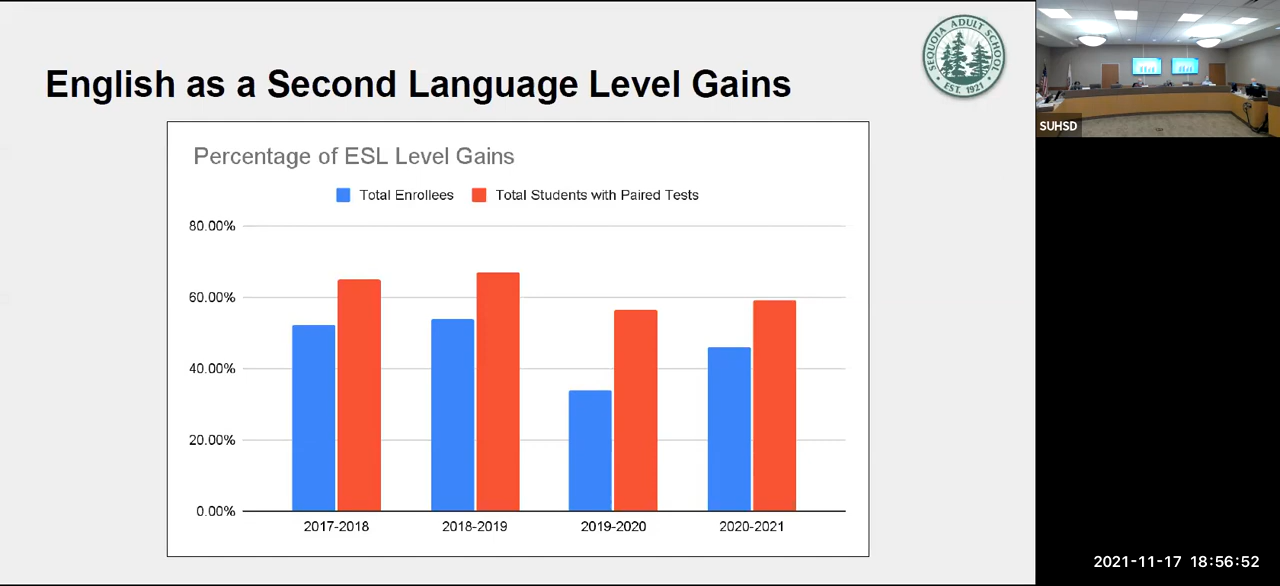 SEQUOIA ADULT SCHOOL
EST. 1921
English as a Second Language Level Gains
SUHSD
Percentage of ESL Level Gains
Total Enrollees Total Students with Paired Tests
80.00%
60.00%
40.00%
20.00%
0.00%
2017-2018 2018-2019 2019-2020 2020-2021
2021-11-17 18:56:52